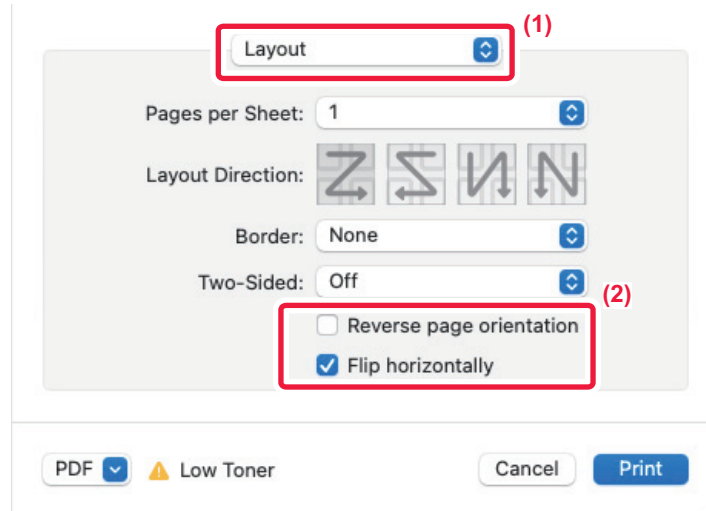 (1)
Layout
Pages per Sheet: 1
Layout Direction:
Border: None
Two-Sided: Off
(2)
Reverse page orientation
Flip horizontally
PDF Low Toner Cancel Print